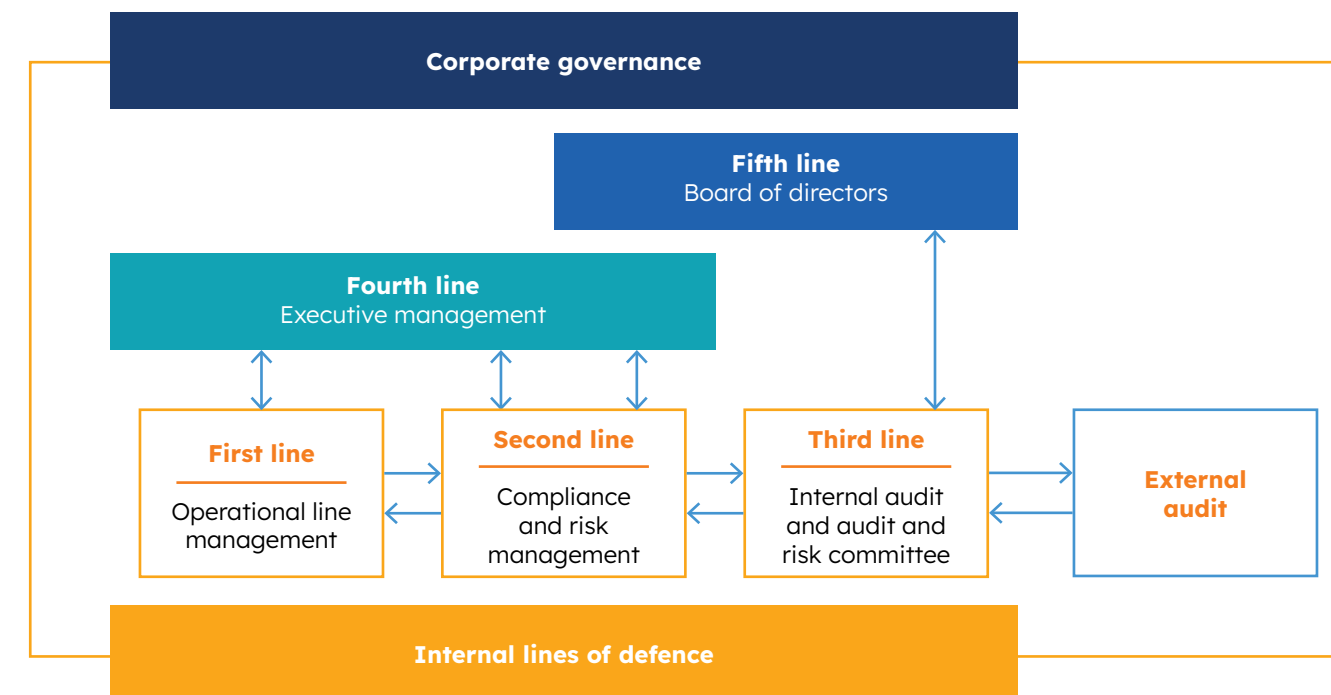 Corporate governance
Fifth line
Board of directors
Fourth line
Executive management
First line
Operational line
management
Second line
Compliance
and risk
management
Third line
Internal audit
and audit and
risk committee
External
audit
Internal lines of defence